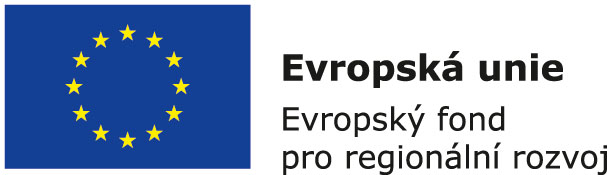 Evropská unie
Evropský fond
pro regionální rozvoj